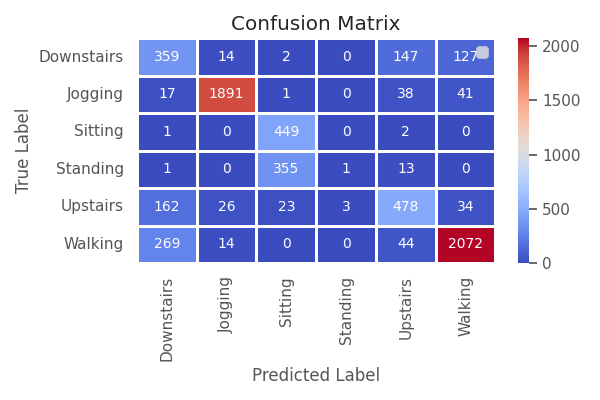 Confusion Matrix
True Label
Downstairs 359 14 2 0 147 127
Jogging 17 1891 1 0 38 41
Sitting 1 0 449 0 2 0
Standing 1 0 355 1 13 0
Upstairs 162 26 23 3 478 34
Walking 269 14 0 0 44 2072
Downstairs
Jogging
Sitting
Standing
Upstairs
Walking
Predicted Label
2000
1500
1000
500
0